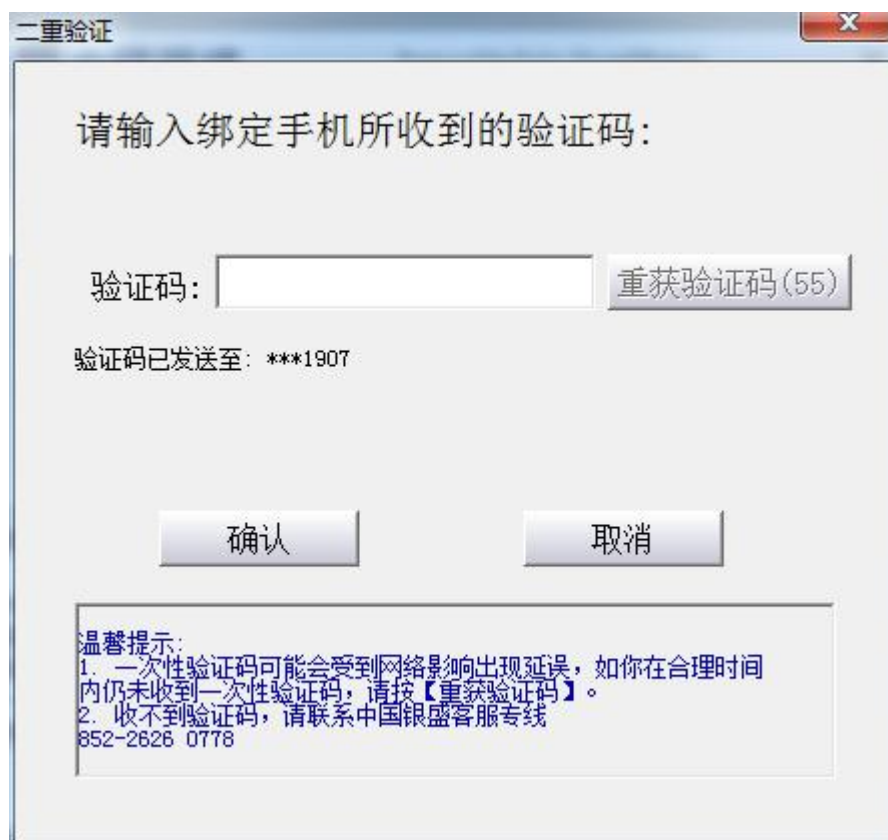 二重验证
请输入绑定手机所收到的验证码:
验证码: 重获验证码(55)
验证码已发送至: ***1907
确认 取消
温馨提示:
1. 一次性验证码可能会受到网络影响出现延误，如你在合理时间
内仍未收到一次性验证码，请按【重获验证码】。
2. 收不到验证码，请联系中国银盛客服专线
852-2626 0778